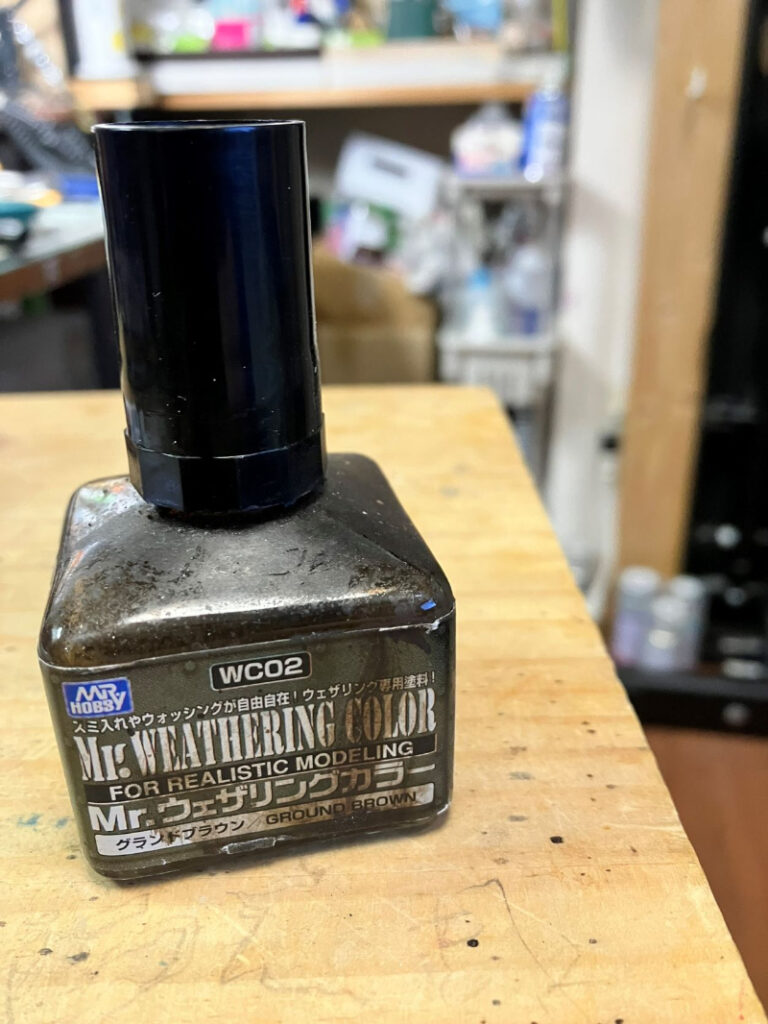 WC02
MR HOBBY
スミ入れやウォッシングが自由自在！ウェザリング専用塗料！
Mr. WEATHERING COLOR
FOR REALISTIC MODELING
Mr.ウェザリングカラー
グランドブラウン／GROUND BROWN